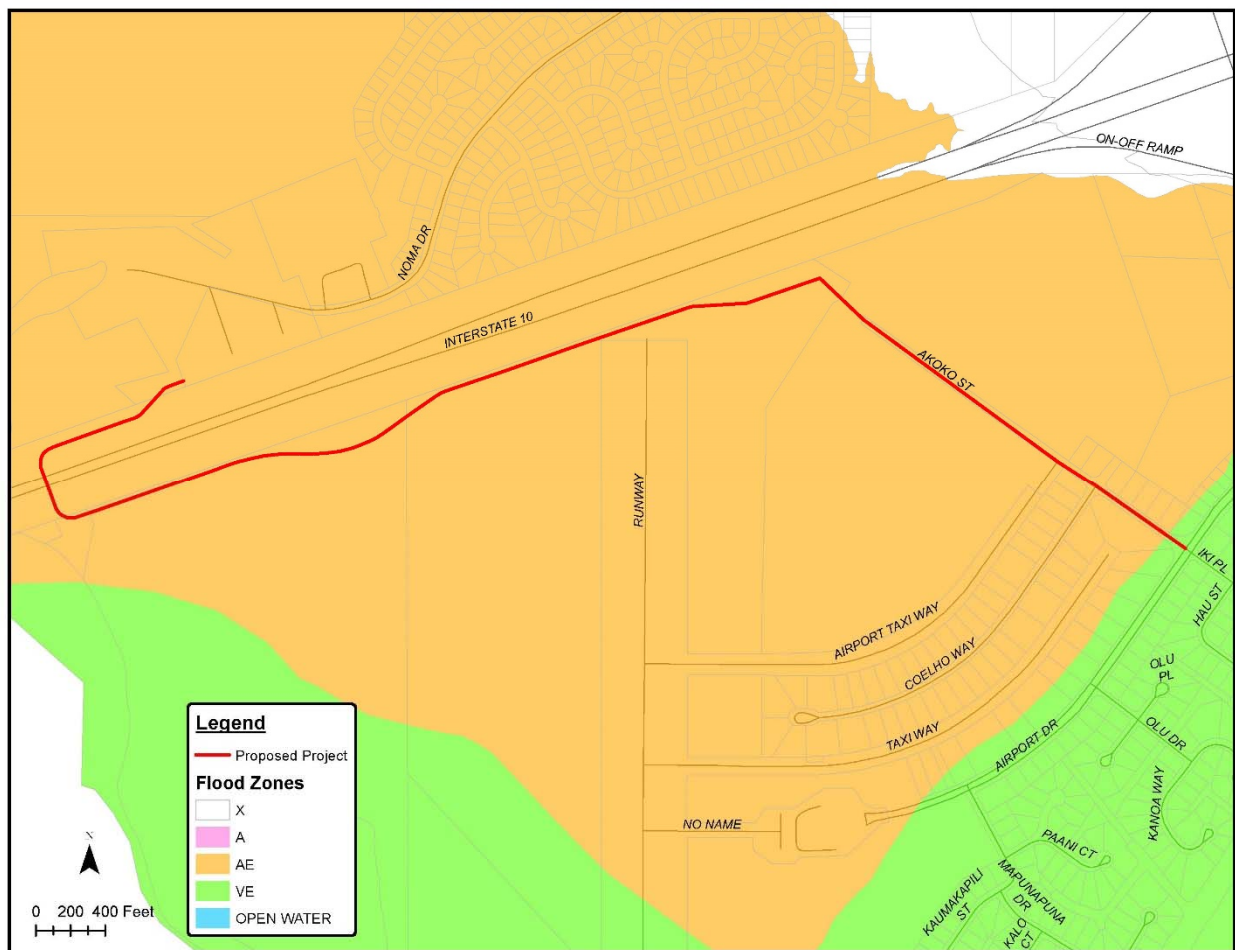 ON-OFF RAMP
NOMA DR
INTERSTATE 10
AKOKO ST
RUNWAY
IKI PL
HAU ST
AIRPORT TAXI WAY
COELHO WAY
OLU
PL
OLU DR
TAXI WAY
AIRPORT DR
KANOA WAY
NO NAME
PAANI CT
MAPUNAPUNA
DR
KAUMAKAPILI
ST
KALO
CT
Legend
Proposed Project
Flood Zones
X
A
AE
VE
OPEN WATER
N
0 200 400 Feet